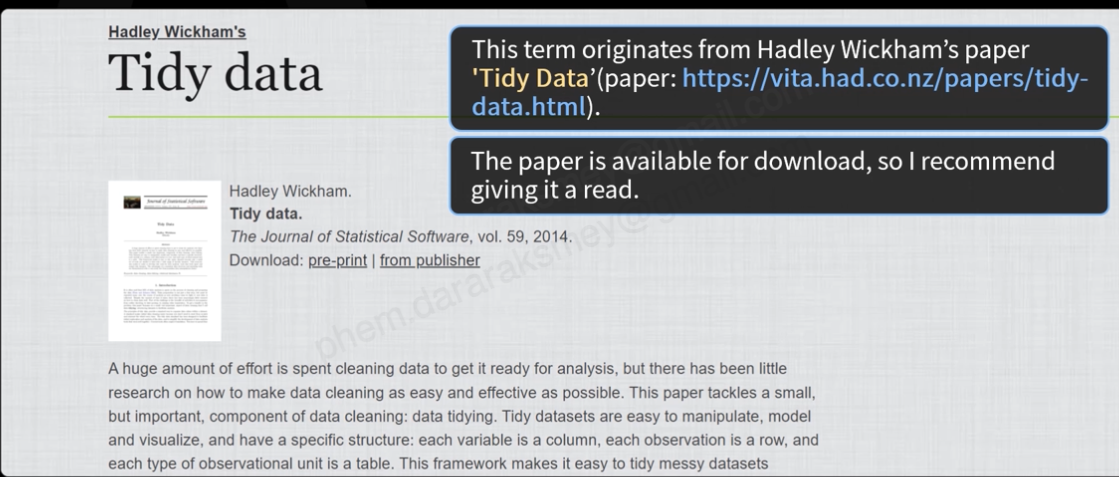 Hadley Wickham's
Tidy data
This term originates from Hadley Wickham’s paper
'Tidy Data’(paper: https://vita.had.co.nz/papers/tidy-
data.html).
The paper is available for download, so I recommend
giving it a read.
Journal of Statistical Software
Hadley Wickham.
Tidy data.
The Journal of Statistical Software, vol. 59, 2014.
Download: pre-print | from publisher
A huge amount of effort is spent cleaning data to get it ready for analysis, but there has been little
research on how to make data cleaning as easy and effective as possible. This paper tackles a small,
but important, component of data cleaning: data tidying. Tidy datasets are easy to manipulate, model
and visualize, and have a specific structure: each variable is a column, each observation is a row, and
each type of observational unit is a table. This framework makes it easy to tidy messy datasets
phem.dararaksmey@gmail.com